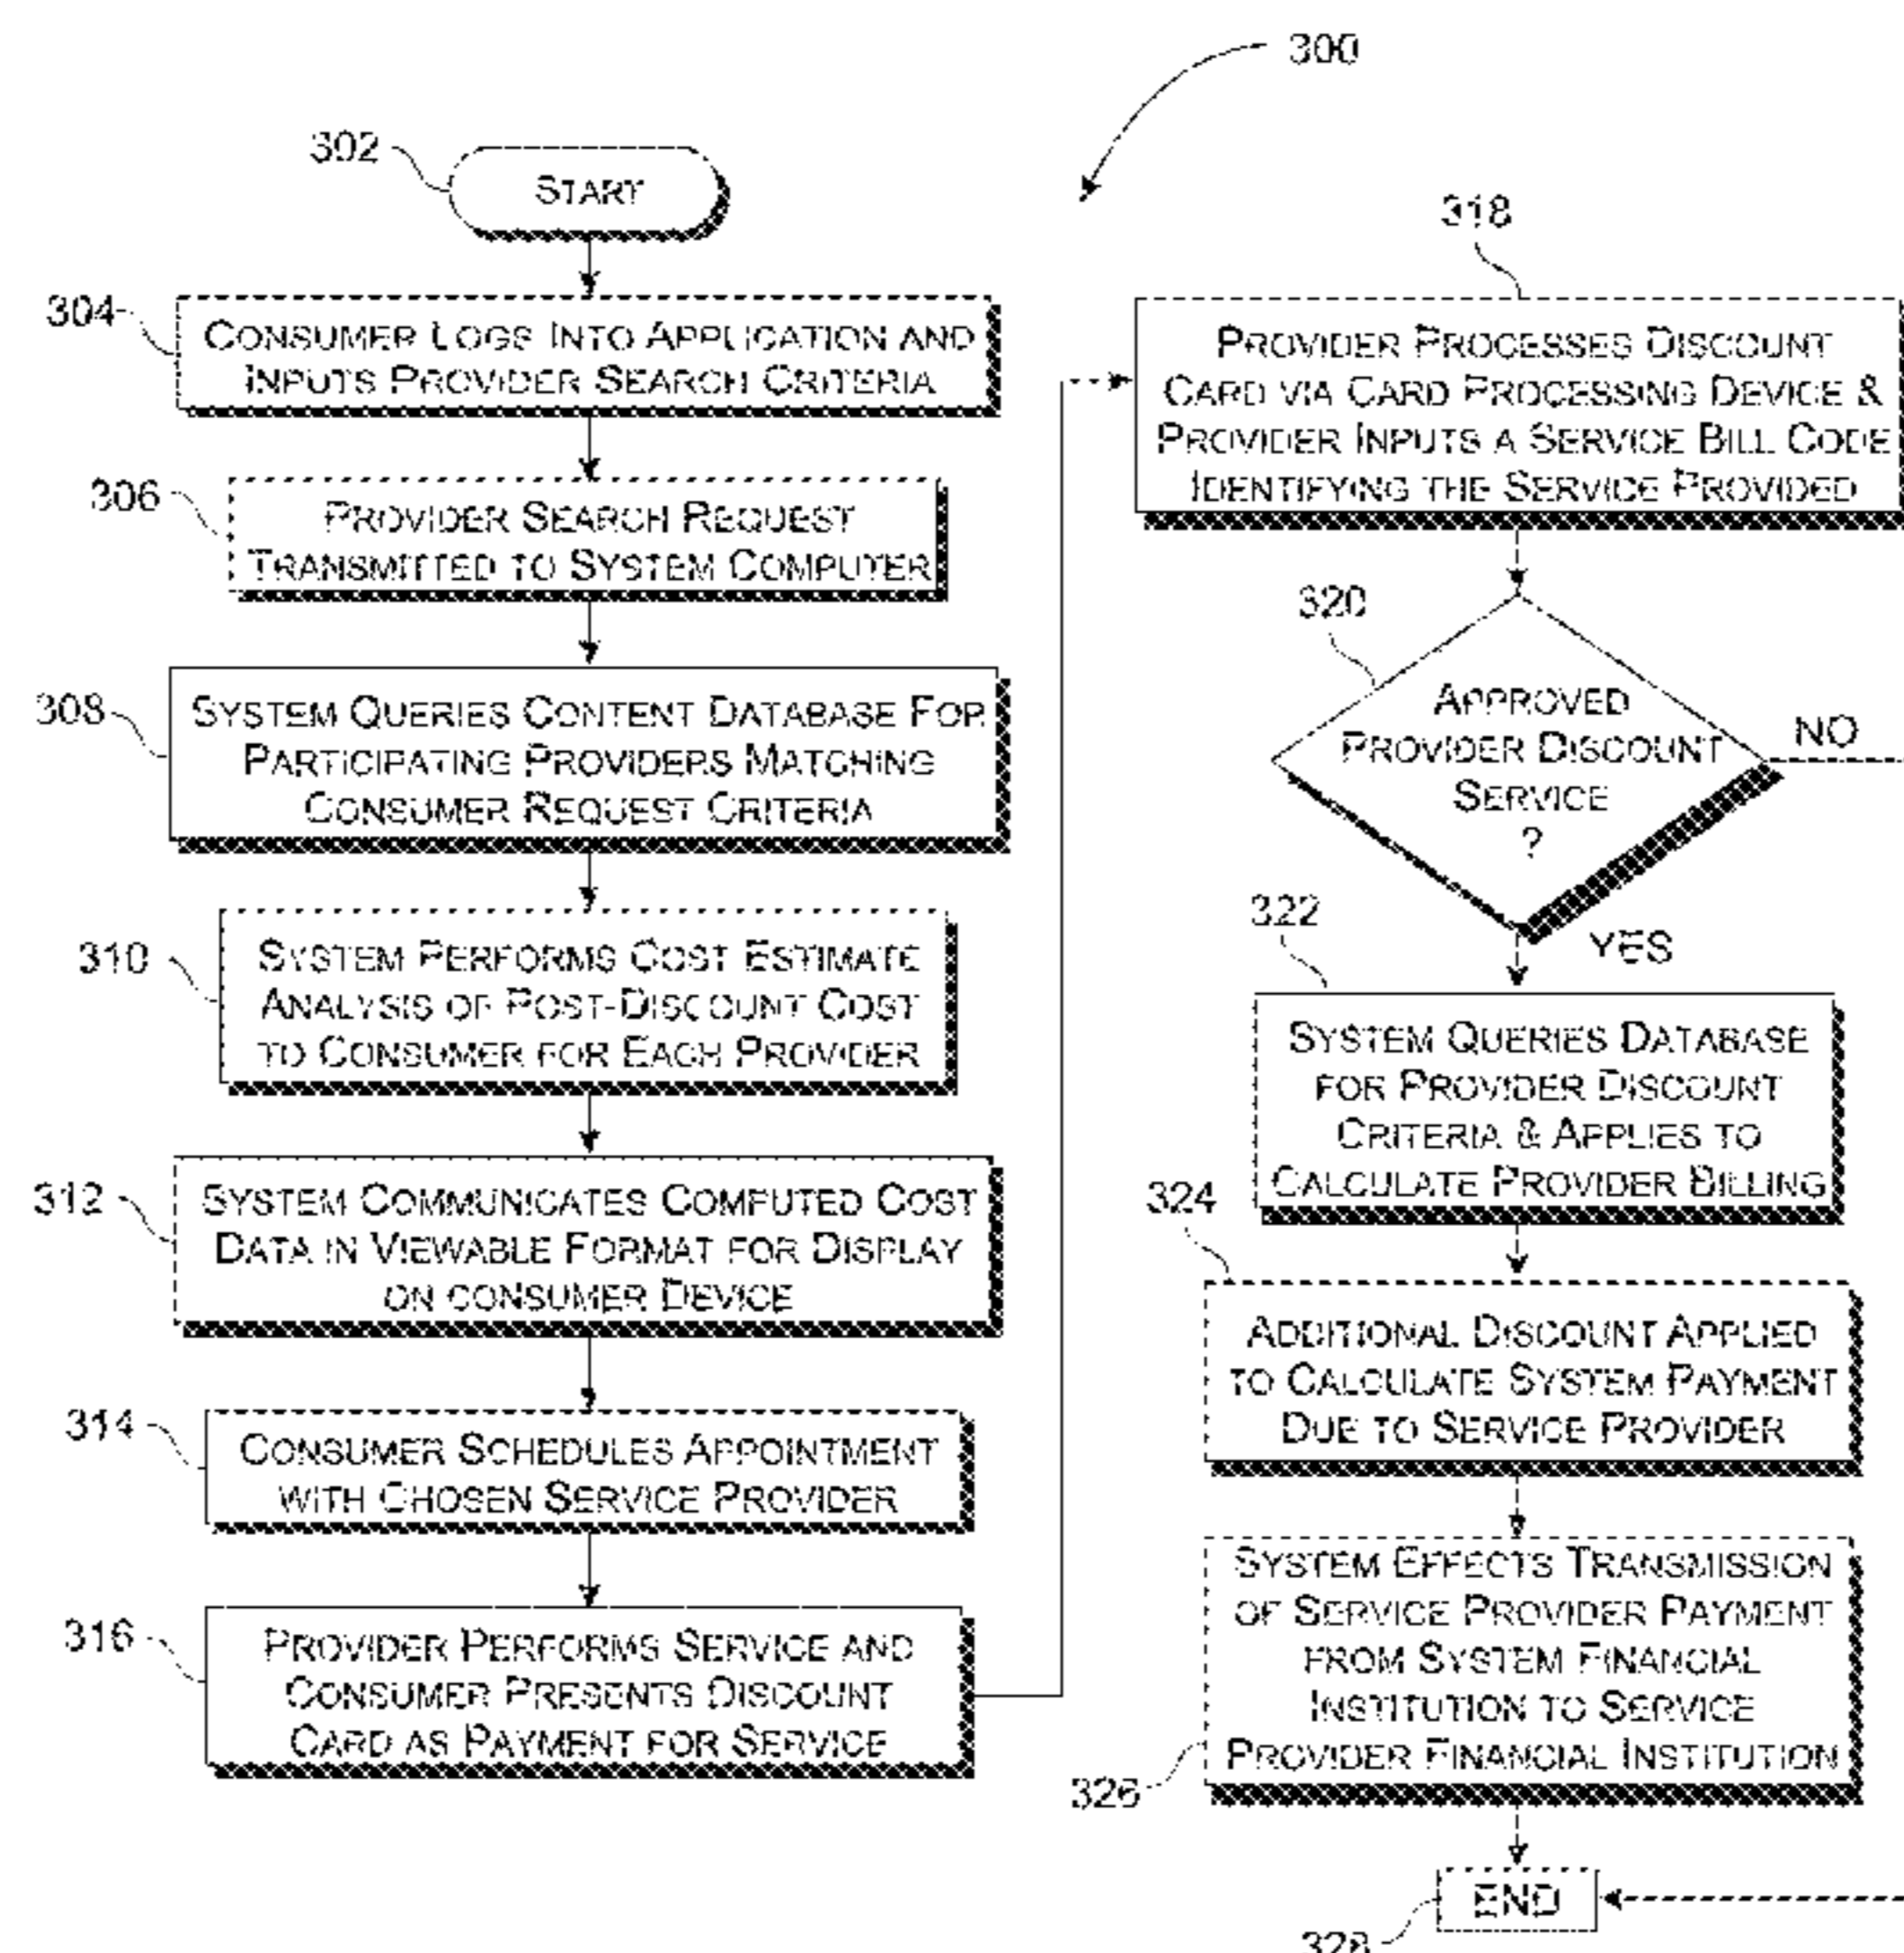 300
302
START
304
CONSUMER LOGS INTO APPLICATION AND
INPUTS PROVIDER SEARCH CRITERIA
306
PROVIDER SEARCH REQUEST
TRANSMITTED TO SYSTEM COMPUTER
308
SYSTEM QUERIES CONTENT DATABASE FOR
PARTICIPATING PROVIDERS MATCHING
CONSUMER REQUEST CRITERIA
310
SYSTEM PERFORMS COST ESTIMATE
ANALYSIS OF POST-DISCOUNT COST
TO CONSUMER FOR EACH PROVIDER
312
SYSTEM COMMUNICATES COMPUTED COST
DATA IN VIEWABLE FORMAT FOR DISPLAY
ON CONSUMER DEVICE
314
CONSUMER SCHEDULES APPOINTMENT
WITH CHOSEN SERVICE PROVIDER
316
PROVIDER PERFORMS SERVICE AND
CONSUMER PRESENTS DISCOUNT
CARD AS PAYMENT FOR SERVICE
318
PROVIDER PROCESSES DISCOUNT
CARD VIA CARD PROCESSING DEVICE &
PROVIDER INPUTS A SERVICE BILL CODE
IDENTIFYING THE SERVICE PROVIDED
320
APPROVED
PROVIDER DISCOUNT
SERVICE
?
NO
YES
322
SYSTEM QUERIES DATABASE
FOR PROVIDER DISCOUNT
CRITERIA & APPLIES TO
CALCULATE PROVIDER BILLING
324
ADDITIONAL DISCOUNT APPLIED
TO CALCULATE SYSTEM PAYMENT
DUE TO SERVICE PROVIDER
326
SYSTEM EFFECTS TRANSMISSION
OF SERVICE PROVIDER PAYMENT
FROM SYSTEM FINANCIAL
INSTITUTION TO SERVICE
PROVIDER FINANCIAL INSTITUTION
328
END